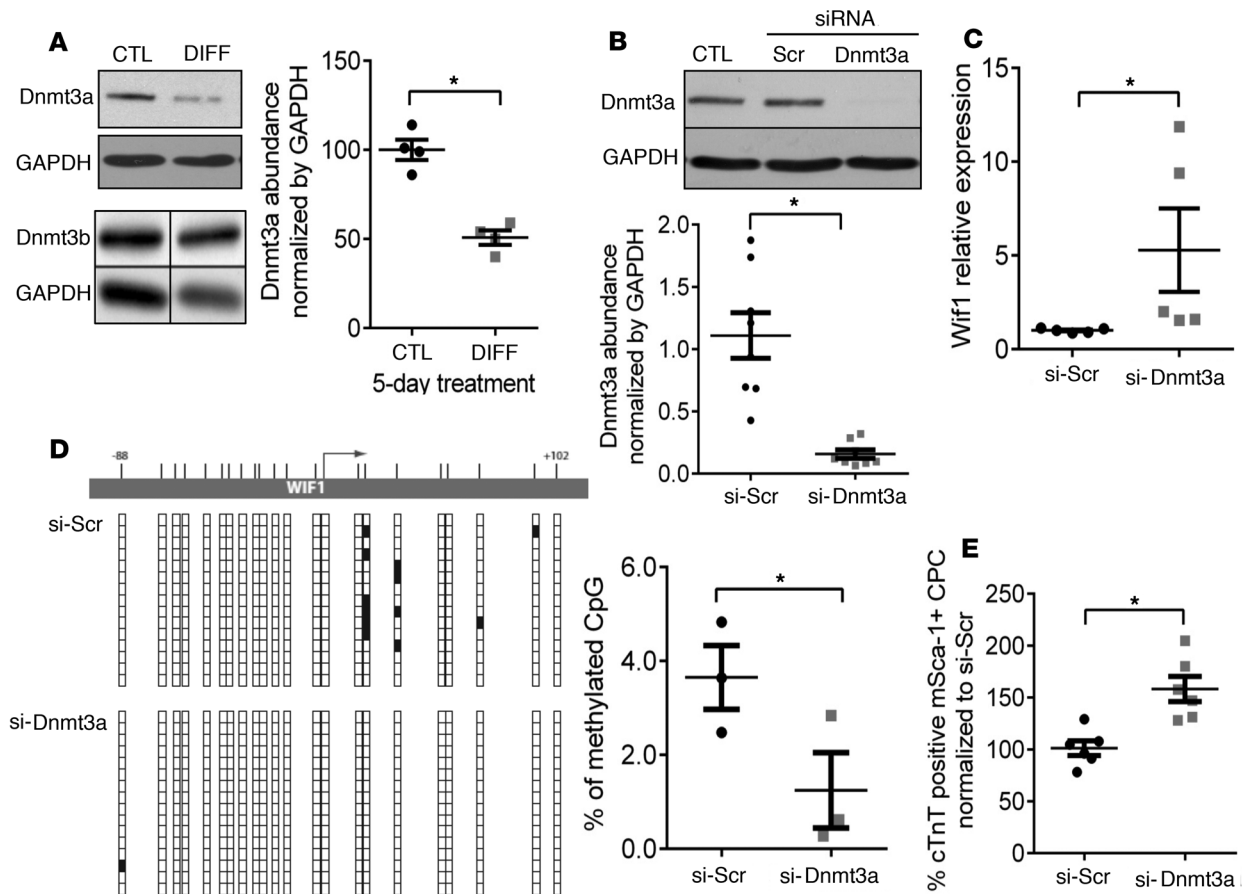 A
CTL DIFF
Dnmt3a
GAPDH
Dnmt3b
GAPDH
Dnmt3a abundance
normalized by GAPDH
150
100
50
0
*
CTL DIFF
5-day treatment
B
siRNA
CTL Scr Dnmt3a
Dnmt3a
GAPDH
Dnmt3a abundance
normalized by GAPDH
2.0
1.5
1.0
0.5
0.0
*
si-Scr si-Dnmt3a
C
Wif1 relative expression
15
10
5
0
*
si-Scr si-Dnmt3a
D
-88 +102
WIF1
si-Scr
si-Dnmt3a
% of methylated CpG
6.0
4.0
2.0
0.0
*
si-Scr si-Dnmt3a
E
% cTnT positive mSca-1+ CPC
normalized to si-Scr
250
200
150
100
50
0
*
si-Scr si-Dnmt3a